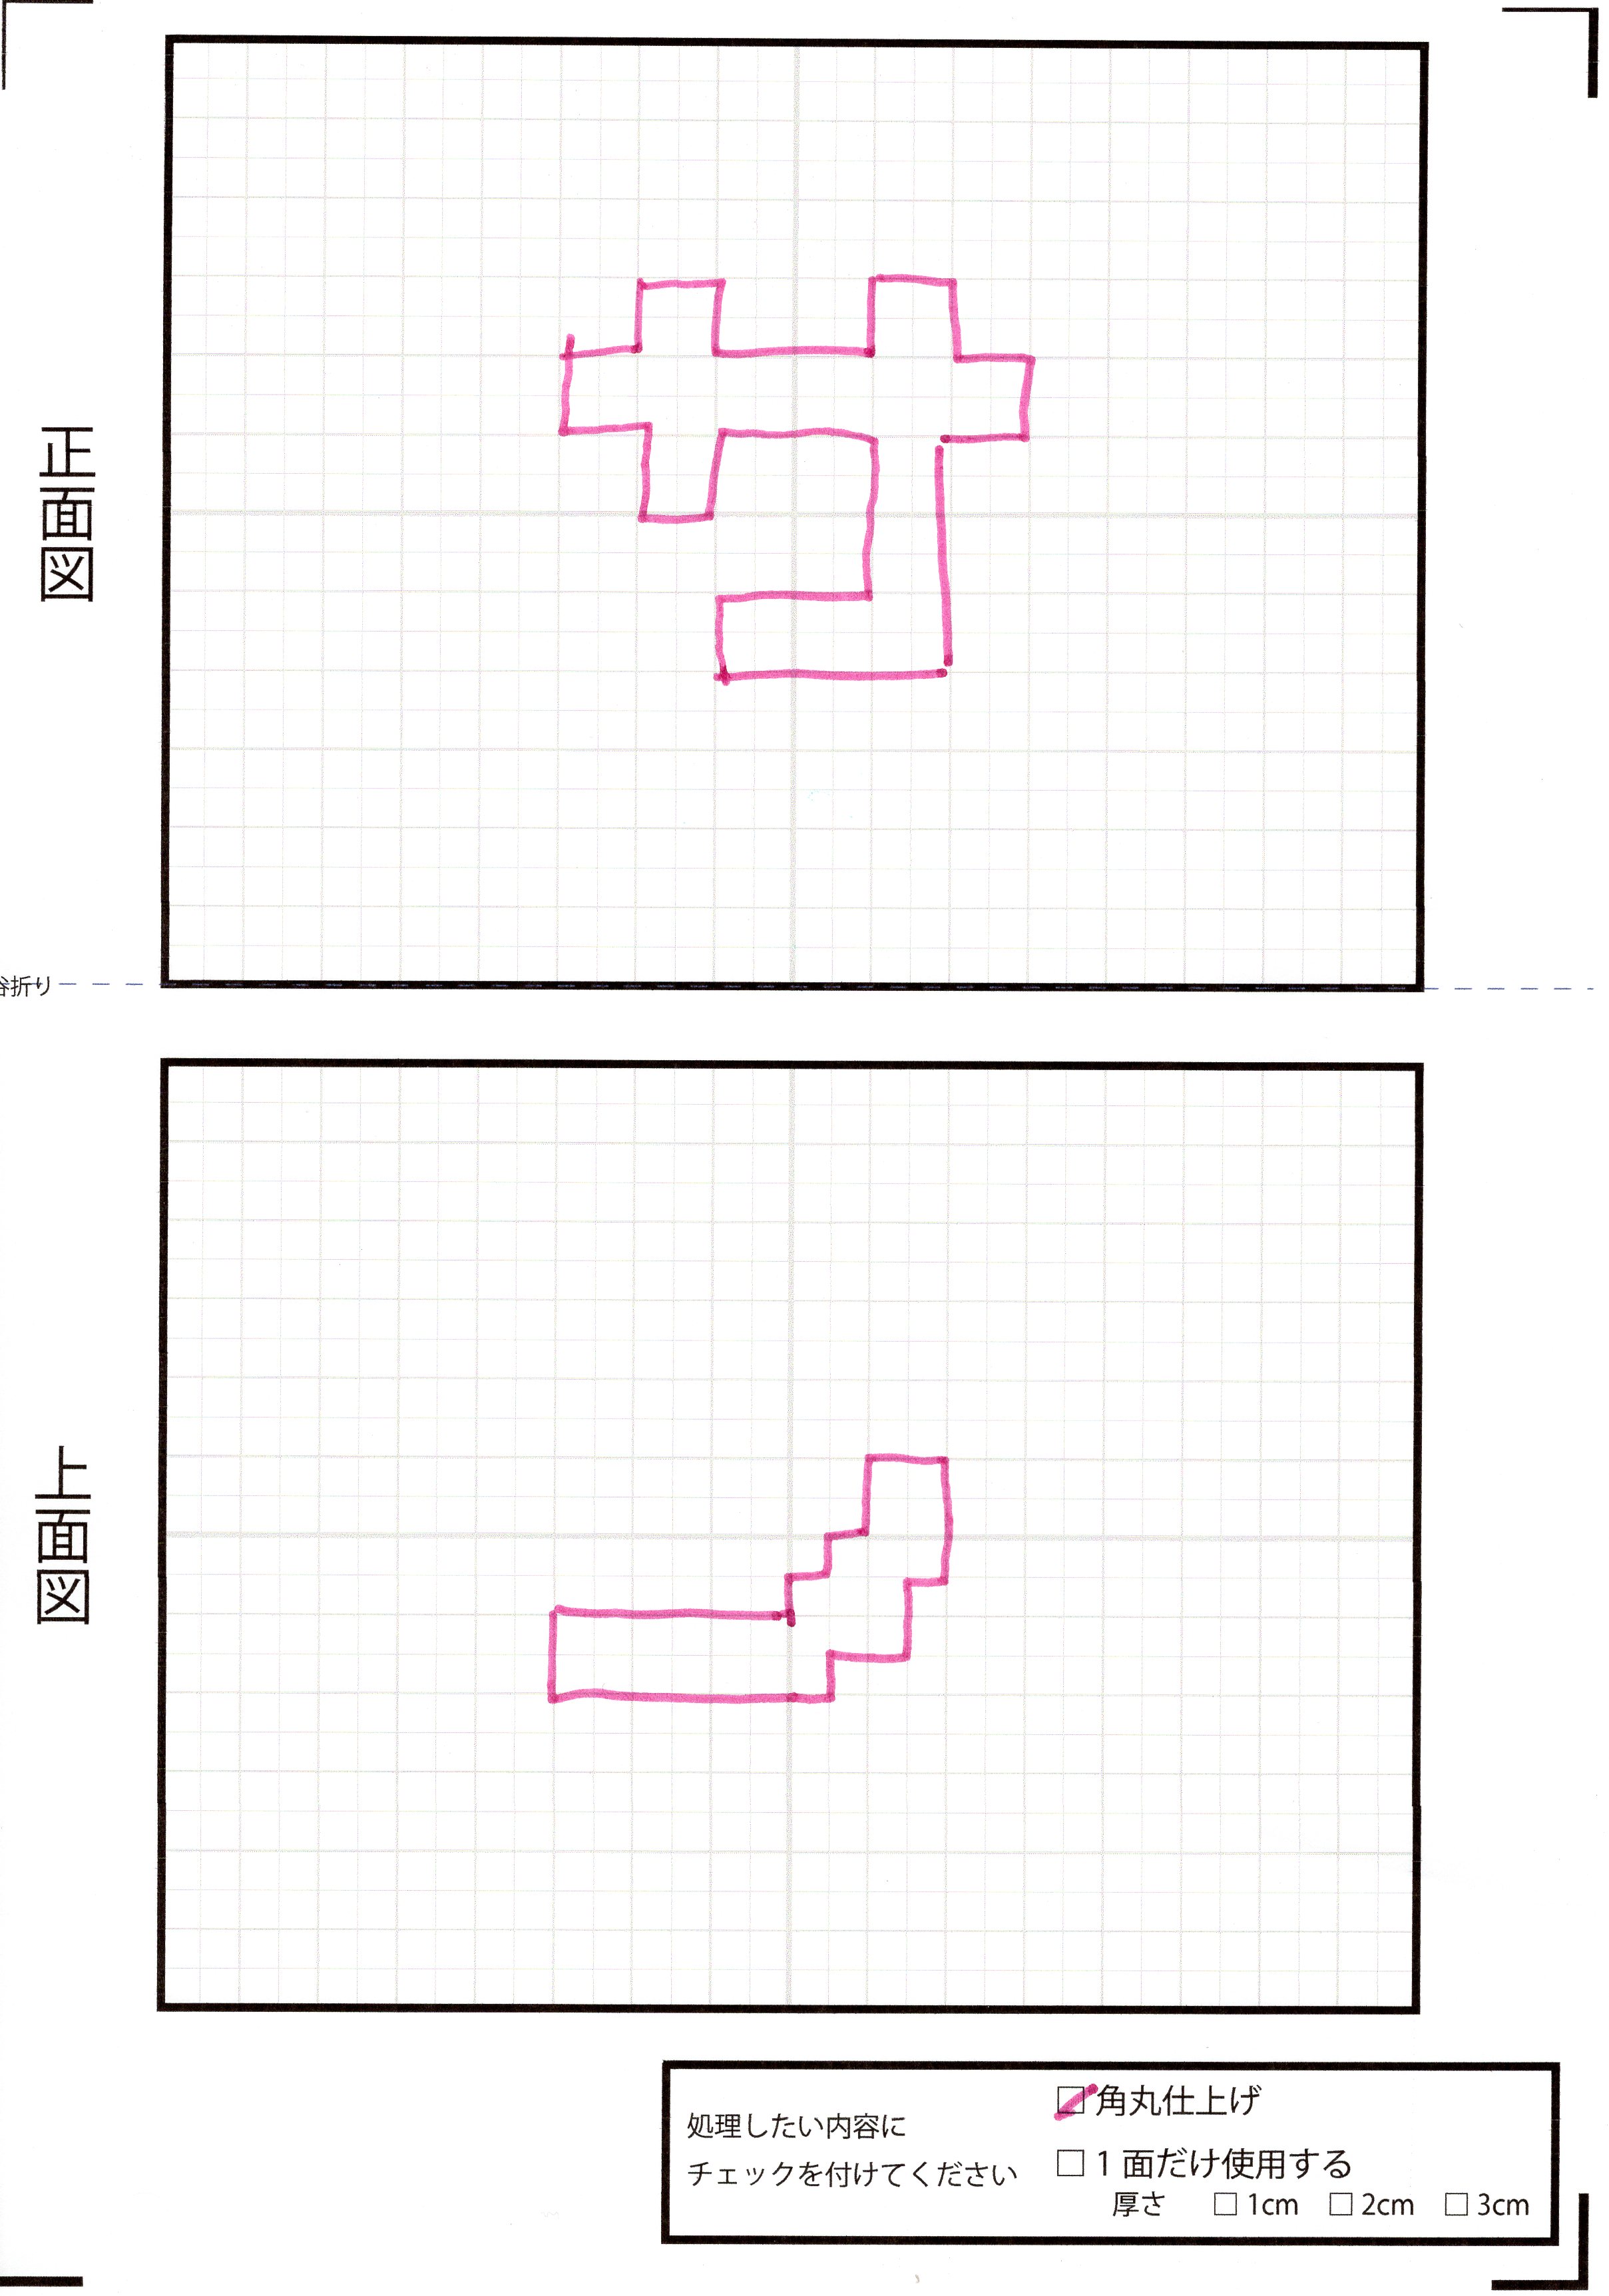 正面図
谷折り
上面図
処理したい内容に
チェックを付けてください
角丸仕上げ
1面だけ使用する
厚さ 1cm 2cm 3cm